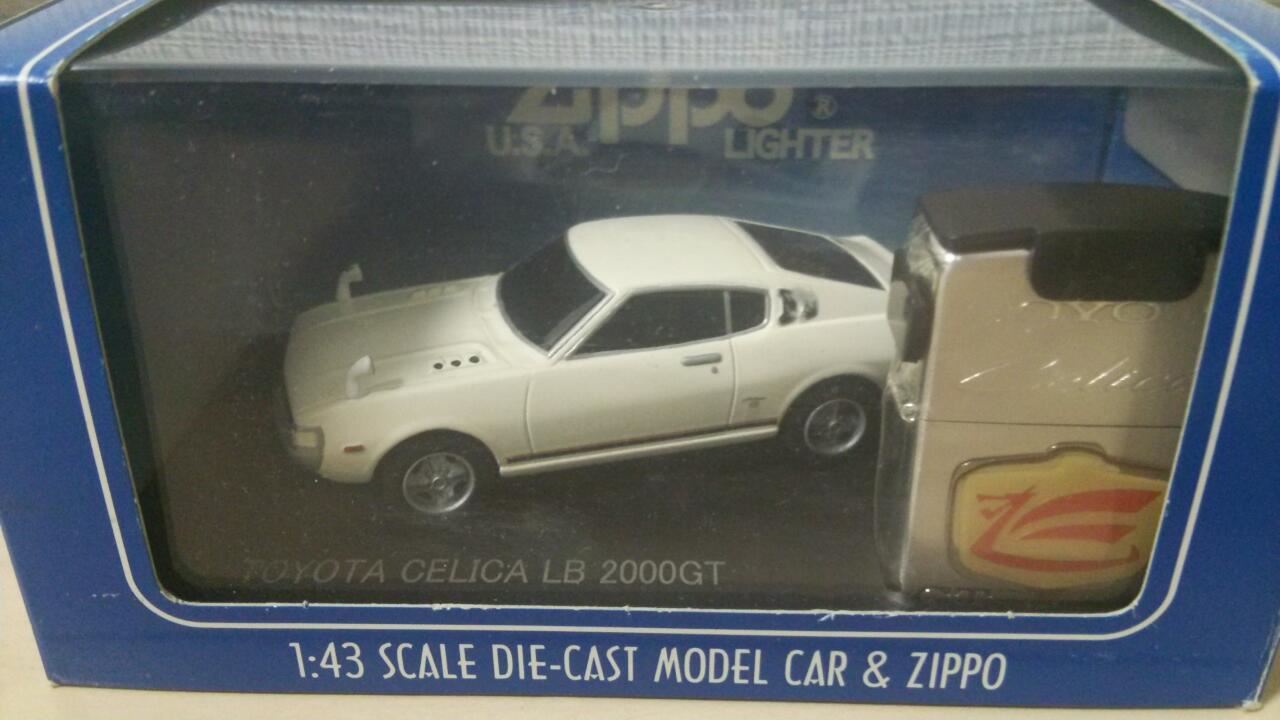 Zippo ®
U.S.A. LIGHTER
TOYOTA CELICA LB 2000GT
1:43 SCALE DIE-CAST MODEL CAR & ZIPPO